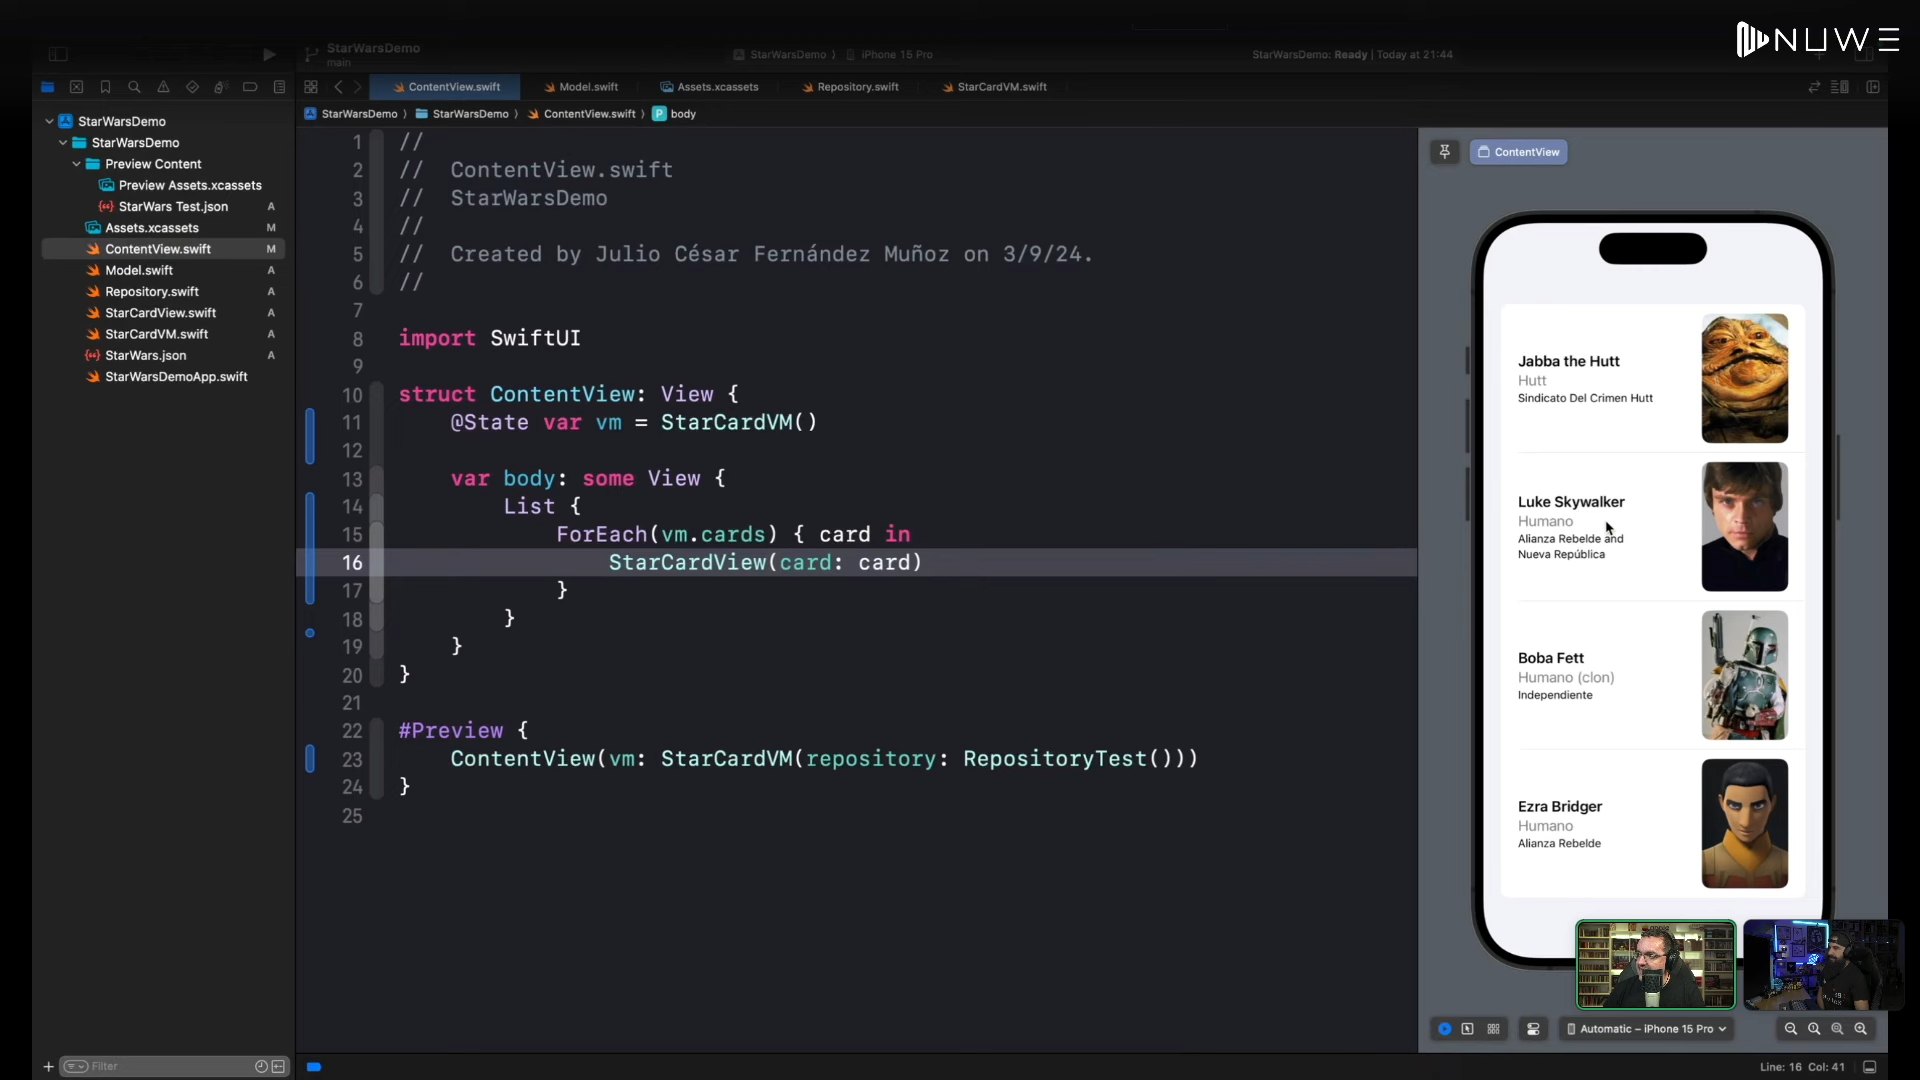 NUWE
StarWarsDemo
main
StarWarsDemo
iPhone 15 Pro
StarWarsDemo: Ready | Today at 21:44
ContentView.swift
Model.swift
Assets.xcassets
Repository.swift
StarCardVM.swift
StarWarsDemo
StarWarsDemo
ContentView.swift
P body
StarWarsDemo
StarWarsDemo
Preview Content
Preview Assets.xcassets
StarWars Test.json A
Assets.xcassets M
ContentView.swift M
Model.swift A
Repository.swift A
StarCardView.swift A
StarCardVM.swift A
StarWars.json A
StarWarsDemoApp.swift
1 //
2 // ContentView.swift
3 // StarWarsDemo
4 //
5 // Created by Julio César Fernández Muñoz on 3/9/24.
6 //
7
8 import SwiftUI
9
10 struct ContentView: View {
11 @State var vm = StarCardVM()
12
13 var body: some View {
14 List {
15 ForEach(vm.cards) { card in
16 StarCardView(card: card)
17 }
18 }
19 }
20 }
21
22 #Preview {
23 ContentView(vm: StarCardVM(repository: RepositoryTest()))
24 }
25
ContentView
Jabba the Hutt
Hutt
Sindicato Del Crimen Hutt
Luke Skywalker
Humano
Alianza Rebelde and
Nueva República
Boba Fett
Humano (clon)
Independiente
Ezra Bridger
Humano
Alianza Rebelde
Automatic – iPhone 15 Pro
Filter
Line: 16 Col: 41